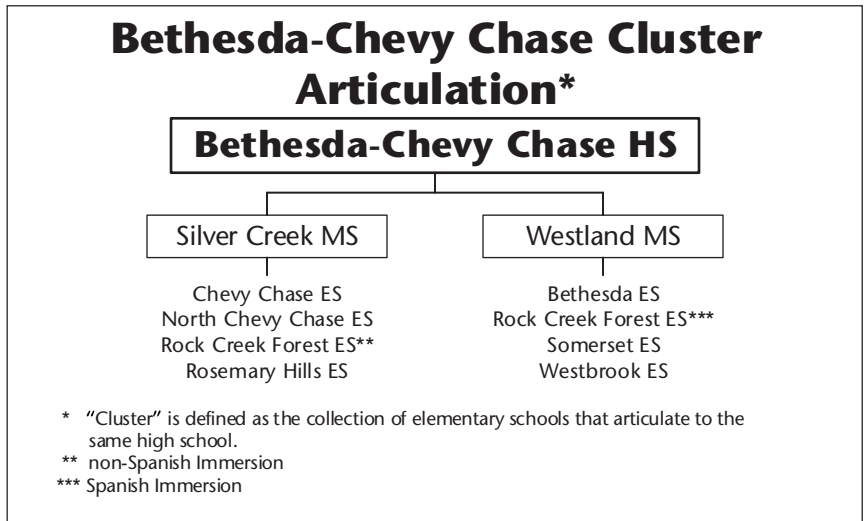 Bethesda-Chevy Chase Cluster
Articulation*
Bethesda-Chevy Chase HS
Silver Creek MS
Chevy Chase ES
North Chevy Chase ES
Rock Creek Forest ES**
Rosemary Hills ES
Westland MS
Bethesda ES
Rock Creek Forest ES***
Somerset ES
Westbrook ES
* "Cluster" is defined as the collection of elementary schools that articulate to the
same high school.
** non-Spanish Immersion
*** Spanish Immersion